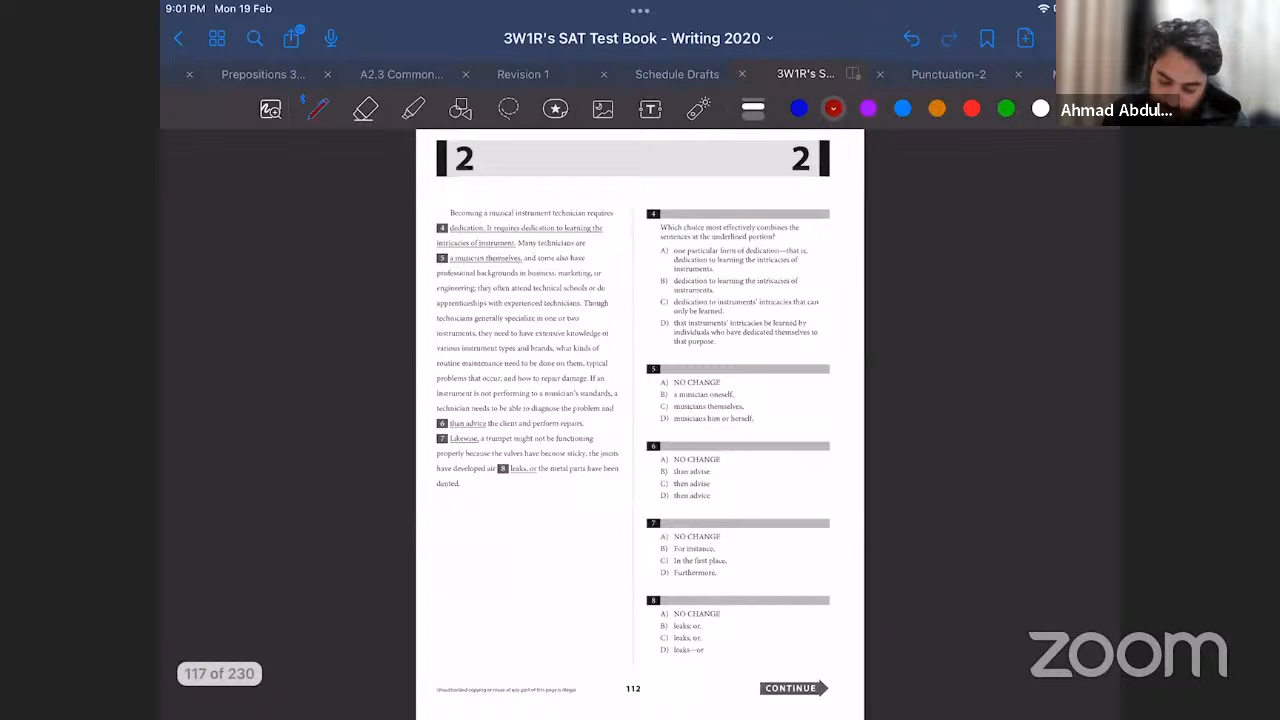 9:01 PM Mon 19 Feb
3W1R's SAT Test Book - Writing 2020
Prepositions 3...
A2.3 Common...
Revision 1
Schedule Drafts
3W1R's S...
Punctuation-2
Ahmad Abdul...
2
2
Becoming a musical instrument technician requires
4 dedication. It requires dedication to learning the
intricacies of instrument. Many technicians are
5 a musician themselves, and some also have
professional backgrounds in business, marketing, or
engineering; they often attend technical schools or do
apprenticeships with experienced technicians. Though
technicians generally specialize in one or two
instruments, they need to have extensive knowledge of
various instrument types and brands, what kinds of
routine maintenance need to be done on them, typical
problems that occur, and how to repair damage. If an
instrument is not performing to a musician's standards, a
technician needs to be able to diagnose the problem and
6 than advice the client and perform repairs.
7 Likewise, a trumpet might not be functioning
properly because the valves have become sticky, the joints
have developed air 8 leaks, or the metal parts have been
dented.
4
Which choice most effectively combines the
sentences at the underlined portion?
A) one particular form of dedication—that is,
dedication to learning the intricacies of
instruments.
B) dedication to learning the intricacies of
instruments.
C) dedication to instruments' intricacies that can
only be learned.
D) that instruments' intricacies be learned by
individuals who have dedicated themselves to
that purpose.
5
A) NO CHANGE
B) a musician oneself,
C) musicians themselves,
D) musicians him or herself,
6
A) NO CHANGE
B) than advise
C) then advise
D) then advice
7
A) NO CHANGE
B) For instance,
C) In the first place,
D) Furthermore,
8
A) NO CHANGE
B) leaks; or,
C) leaks, or,
D) leaks—or
117 of 230
Unauthorized copying or reuse of any part of this page is illegal.
112
CONTINUE
zoom